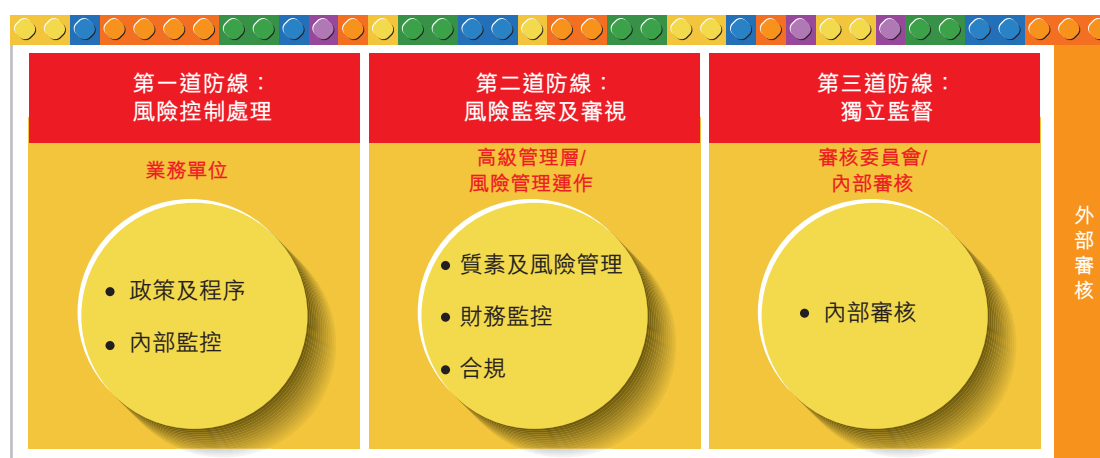 第一道防線：
風險控制處理
業務單位
• 政策及程序
• 內部監控
第二道防線：
風險監察及審視
高級管理層/
風險管理運作
• 質素及風險管理
• 財務監控
• 合規
第三道防線：
獨立監督
審核委員會/
內部審核
• 內部審核
外部審核